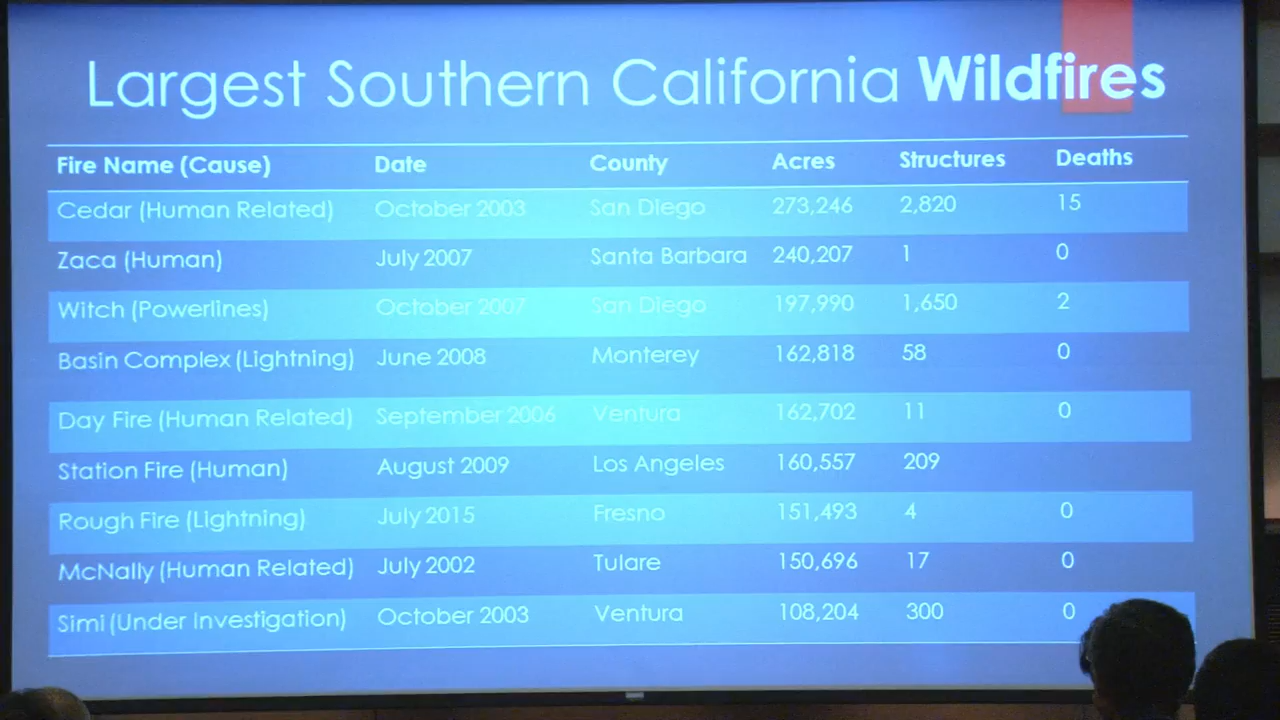 Largest Southern California Wildfires
Fire Name (Cause) Date County Acres Structures Deaths
Cedar (Human Related) October 2003 San Diego 273,246 2,820 15
Zaca (Human) July 2007 Santa Barbara 240,207 1 0
Witch (Powerlines) October 2007 San Diego 197,990 1,650 2
Basin Complex (Lightning) June 2008 Monterey 162,818 58 0
Day Fire (Human Related) September 2006 Ventura 162,702 11 0
Station Fire (Human) August 2009 Los Angeles 160,557 209
Rough Fire (Lightning) July 2015 Fresno 151,493 4 0
McNally (Human Related) July 2002 Tulare 150,696 17 0
Simi (Under Investigation) October 2003 Ventura 108,204 300 0